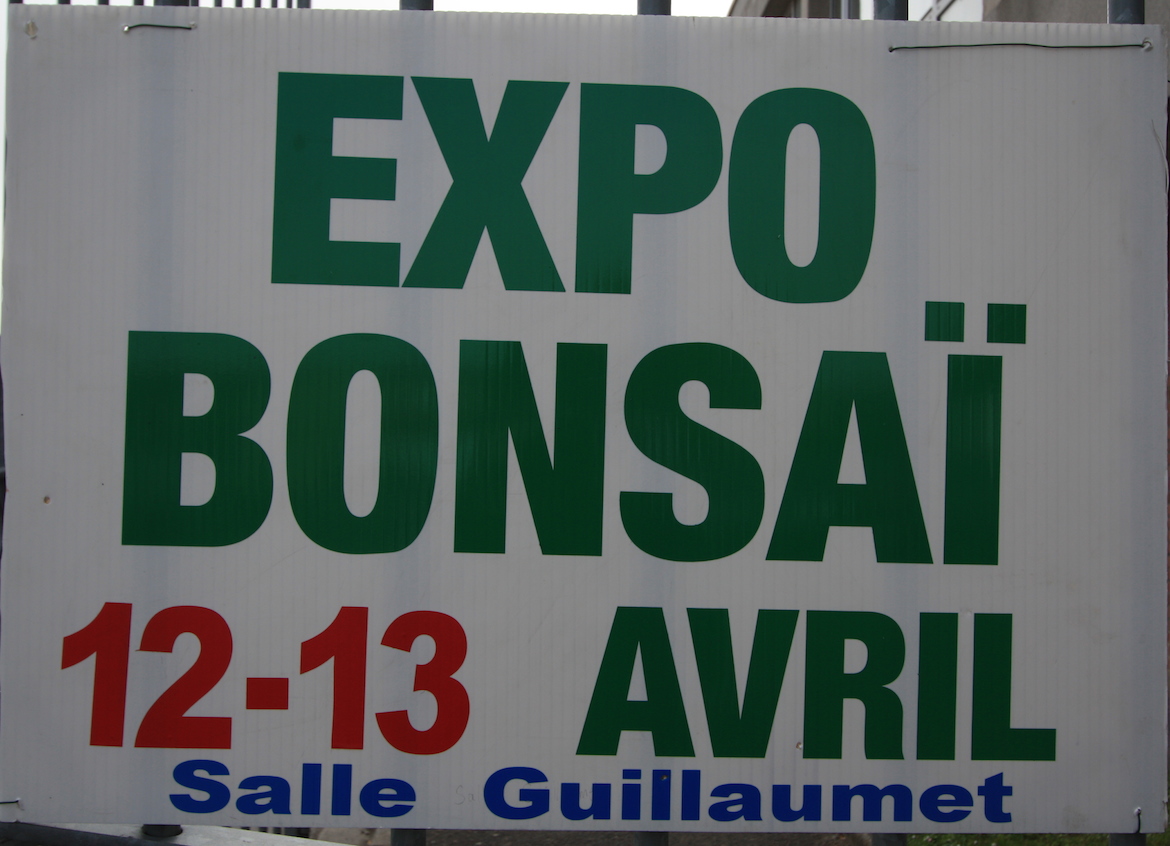 EXPO
BONSAÏ
12-13 AVRIL
Salle Guillaumet